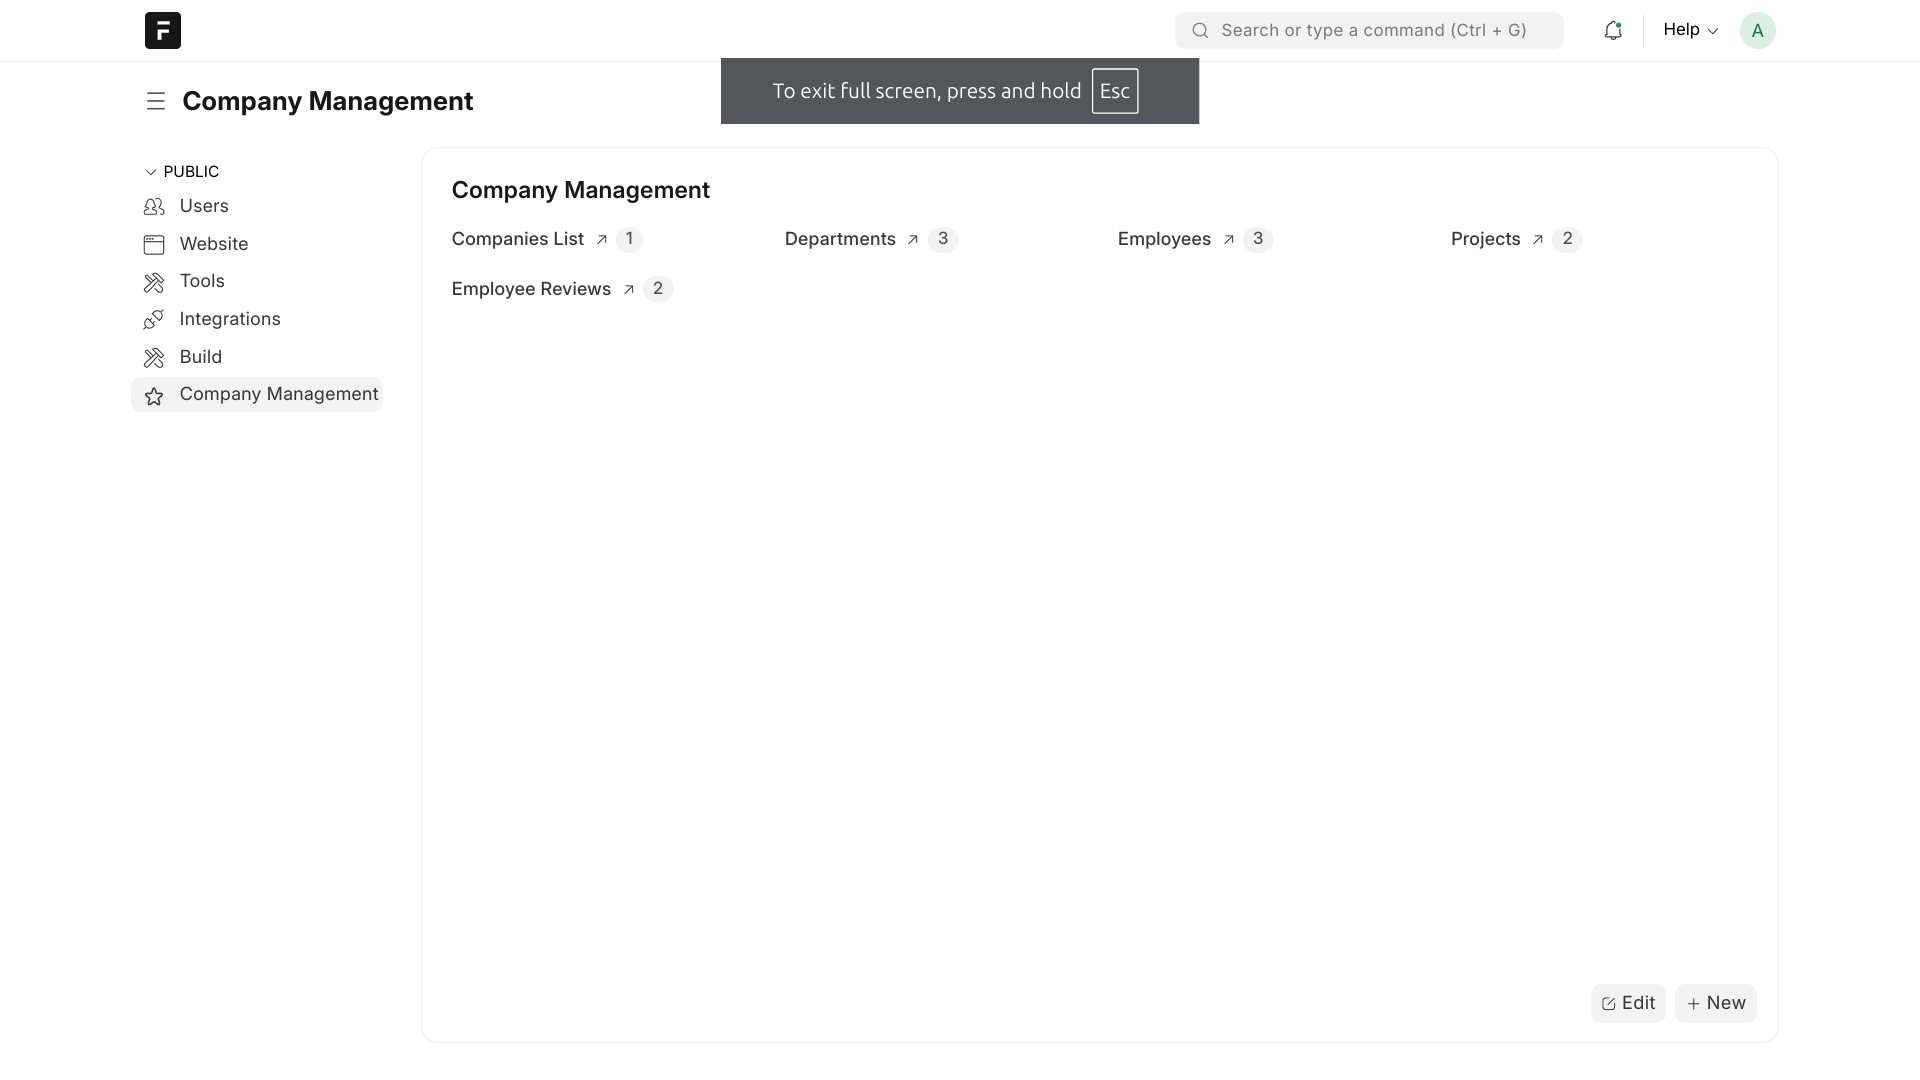 Search or type a command (Ctrl + G)
Help
A
To exit full screen, press and hold Esc
Company Management
PUBLIC
Users
Website
Tools
Integrations
Build
Company Management
Company Management
Companies List 1
Departments 3
Employees 3
Projects 2
Employee Reviews 2
Edit
New